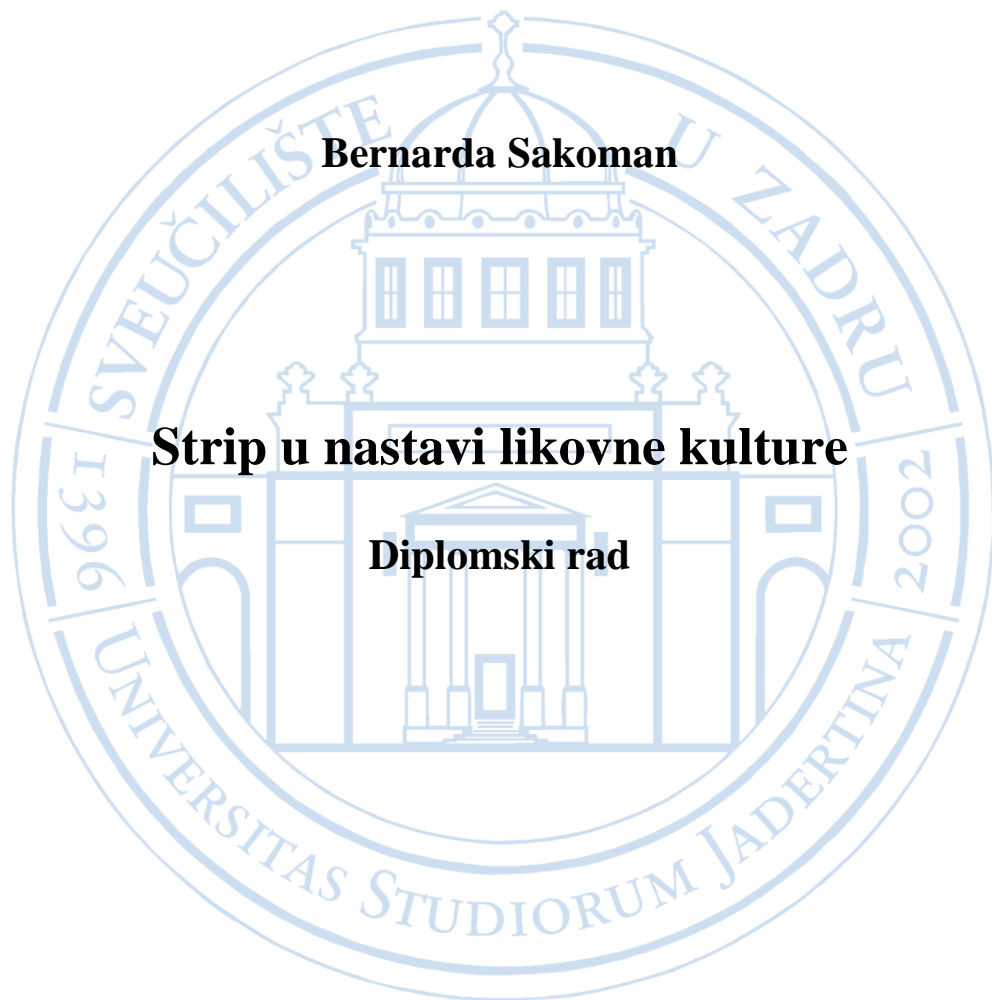 Bernarda Sakoman
Strip u nastavi likovne kulture
Diplomski rad
SVEUČILIŠTE U ZADRU
1396
2002
UNIVERSITAS STUDIORUM JADERTINA